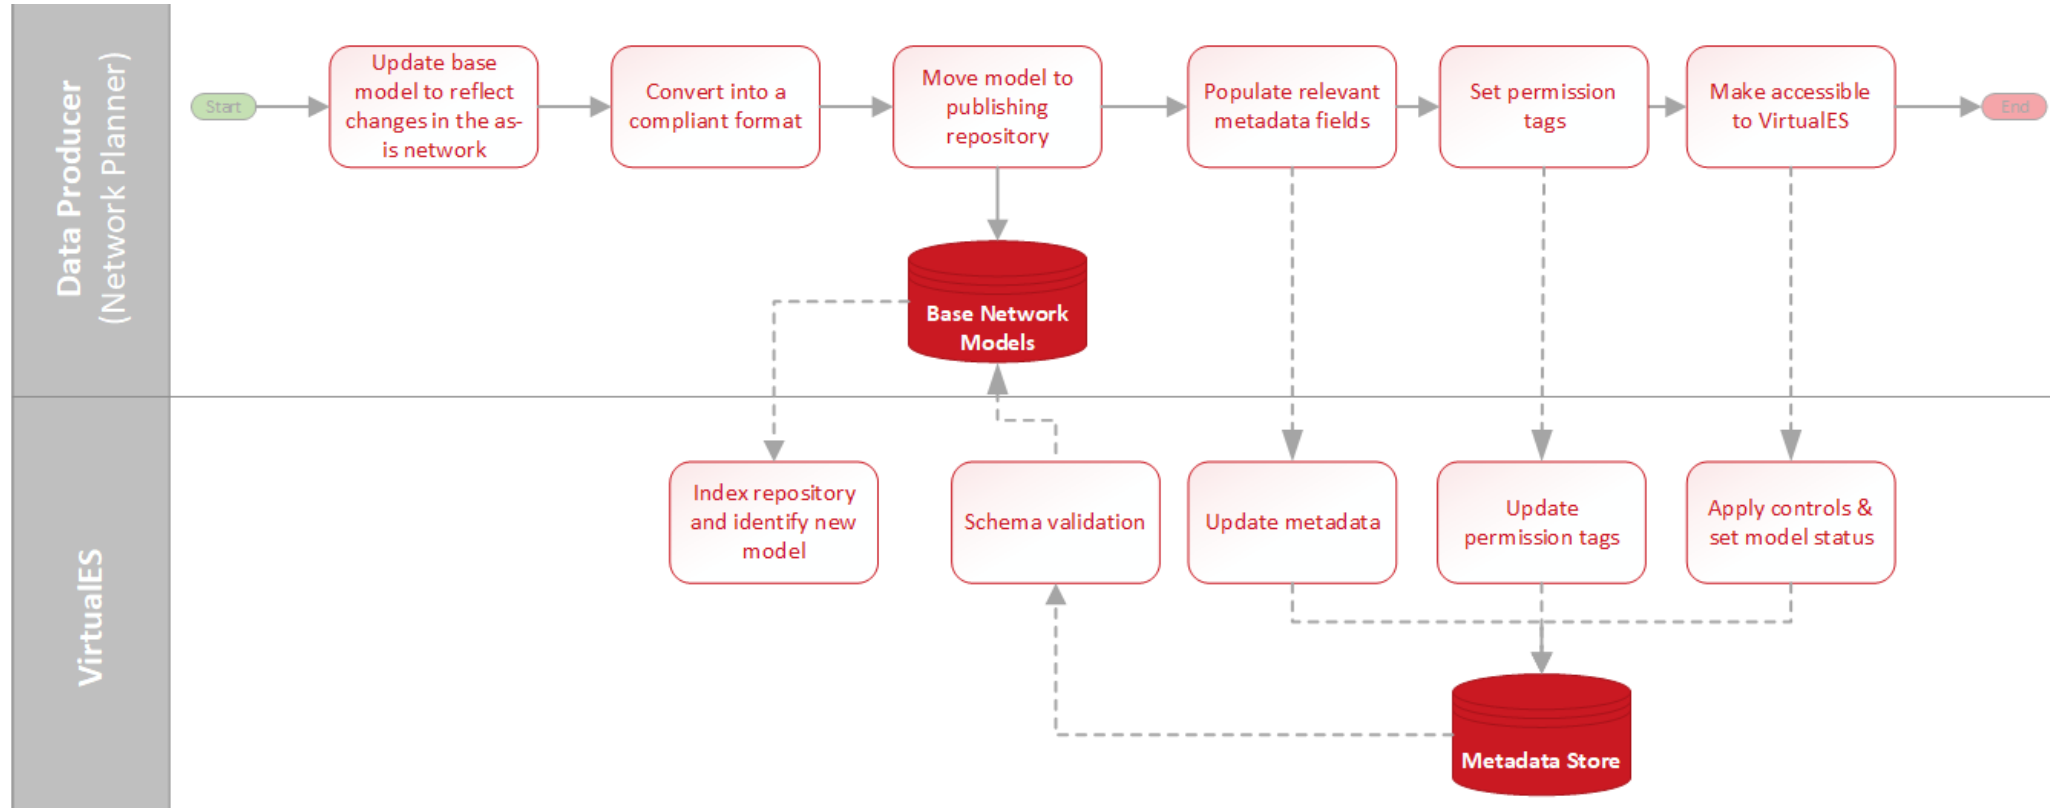 Data Producer
(Network Planner)
Start
Update base
model to reflect
changes in the as-
is network
Convert into a
compliant format
Move model to
publishing
repository
Populate relevant
metadata fields
Set permission
tags
Make accessible
to VirtualES
End
Base Network
Models
VirtualES
Index repository
and identify new
model
Schema validation
Update metadata
Update
permission tags
Apply controls &
set model status
Metadata Store